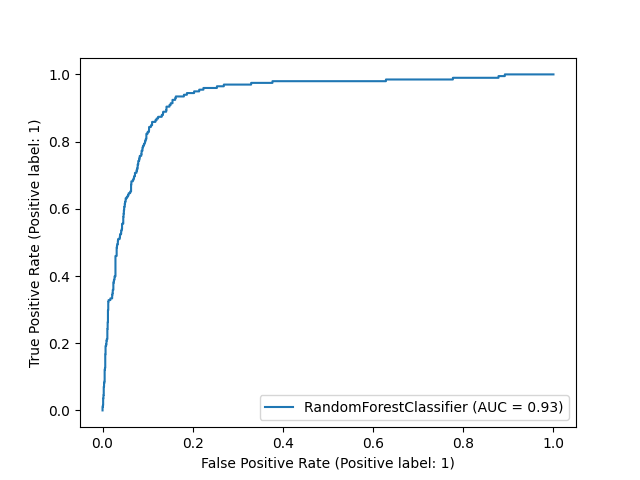 1.0
0.8
0.6
0.4
0.2
0.0
True Positive Rate (Positive label: 1)
RandomForestClassifier (AUC = 0.93)
0.0 0.2 0.4 0.6 0.8 1.0
False Positive Rate (Positive label: 1)